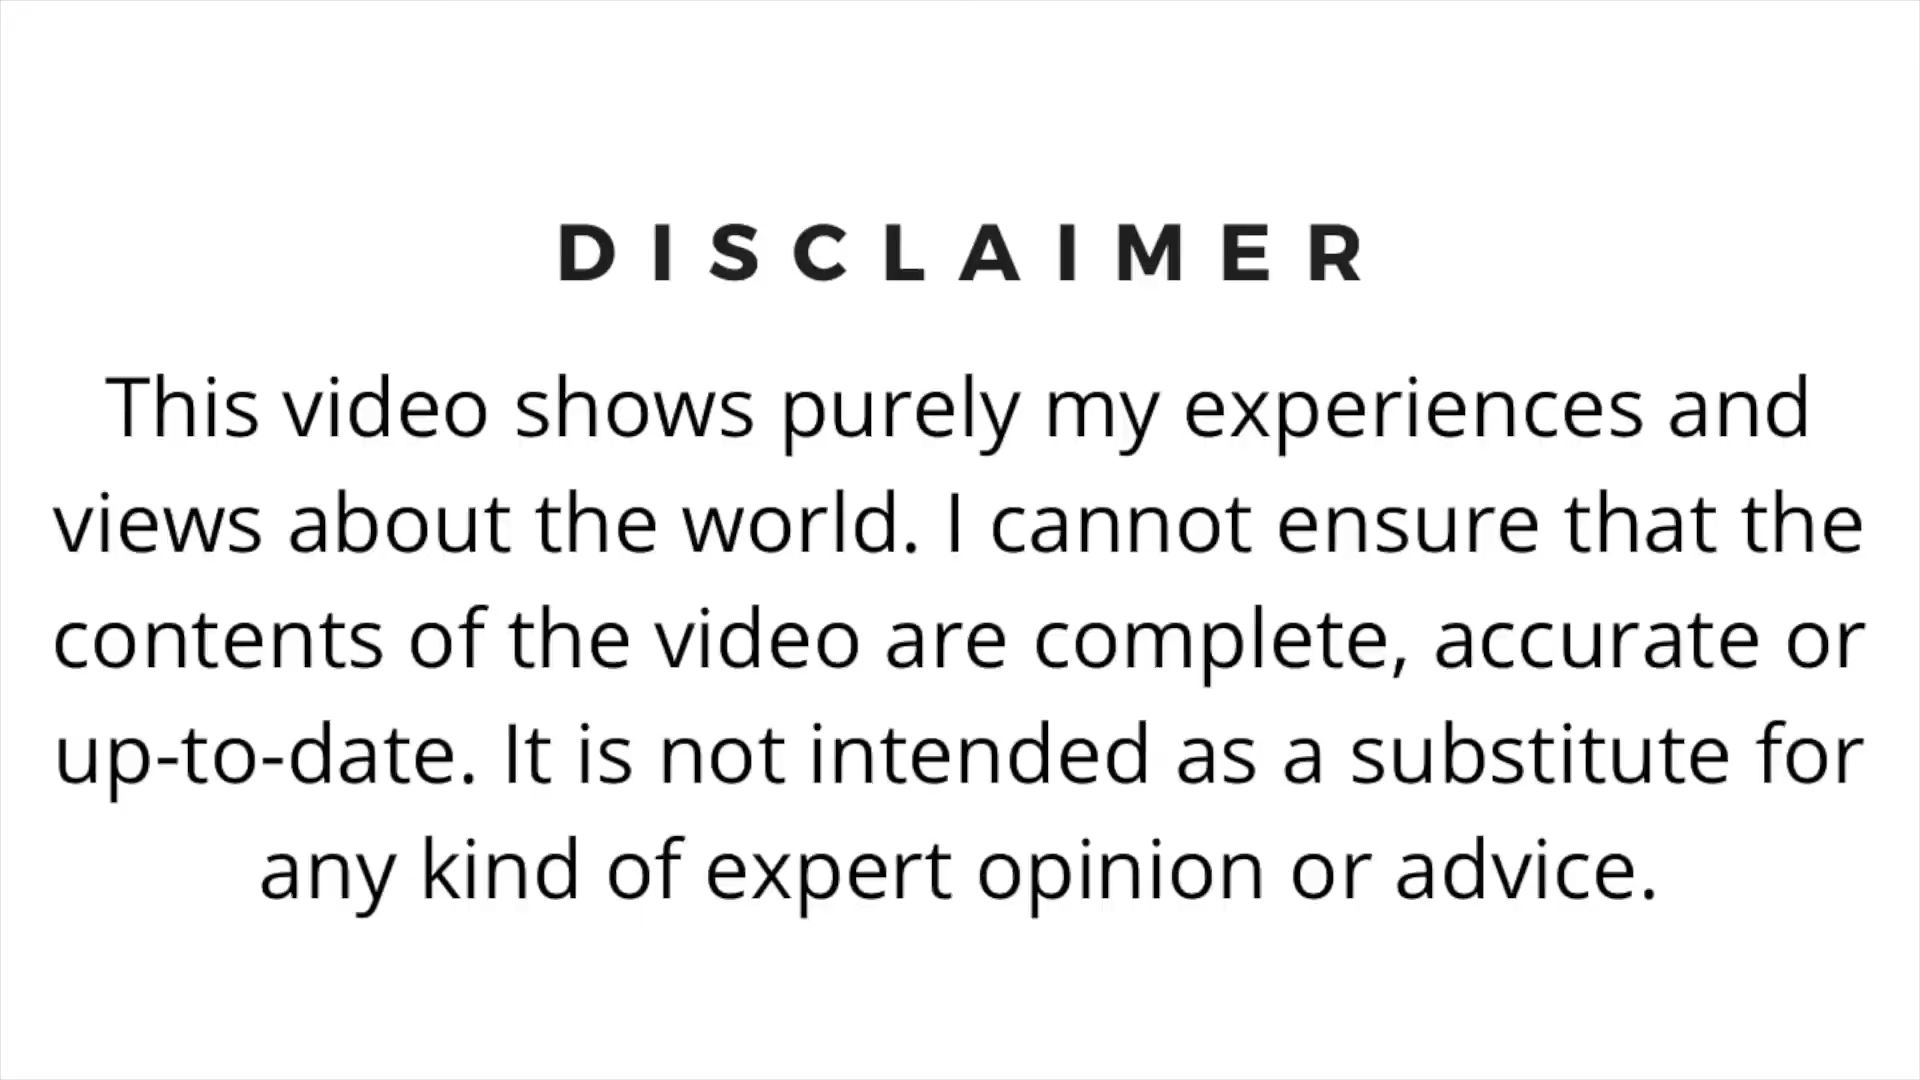 DISCLAIMER
This video shows purely my experiences and
views about the world. I cannot ensure that the
contents of the video are complete, accurate or
up-to-date. It is not intended as a substitute for
any kind of expert opinion or advice.